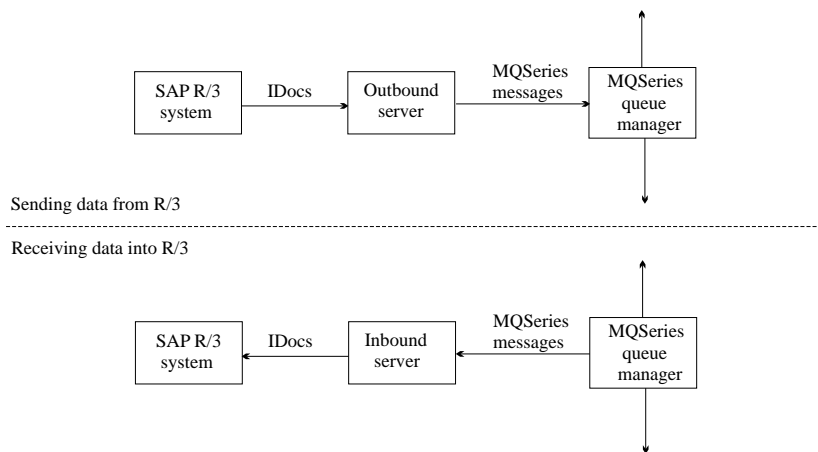 SAP R/3
system
IDocs
Outbound
server
MQSeries
messages
MQSeries
queue
manager
Sending data from R/3
Receiving data into R/3
SAP R/3
system
IDocs
Inbound
server
MQSeries
messages
MQSeries
queue
manager